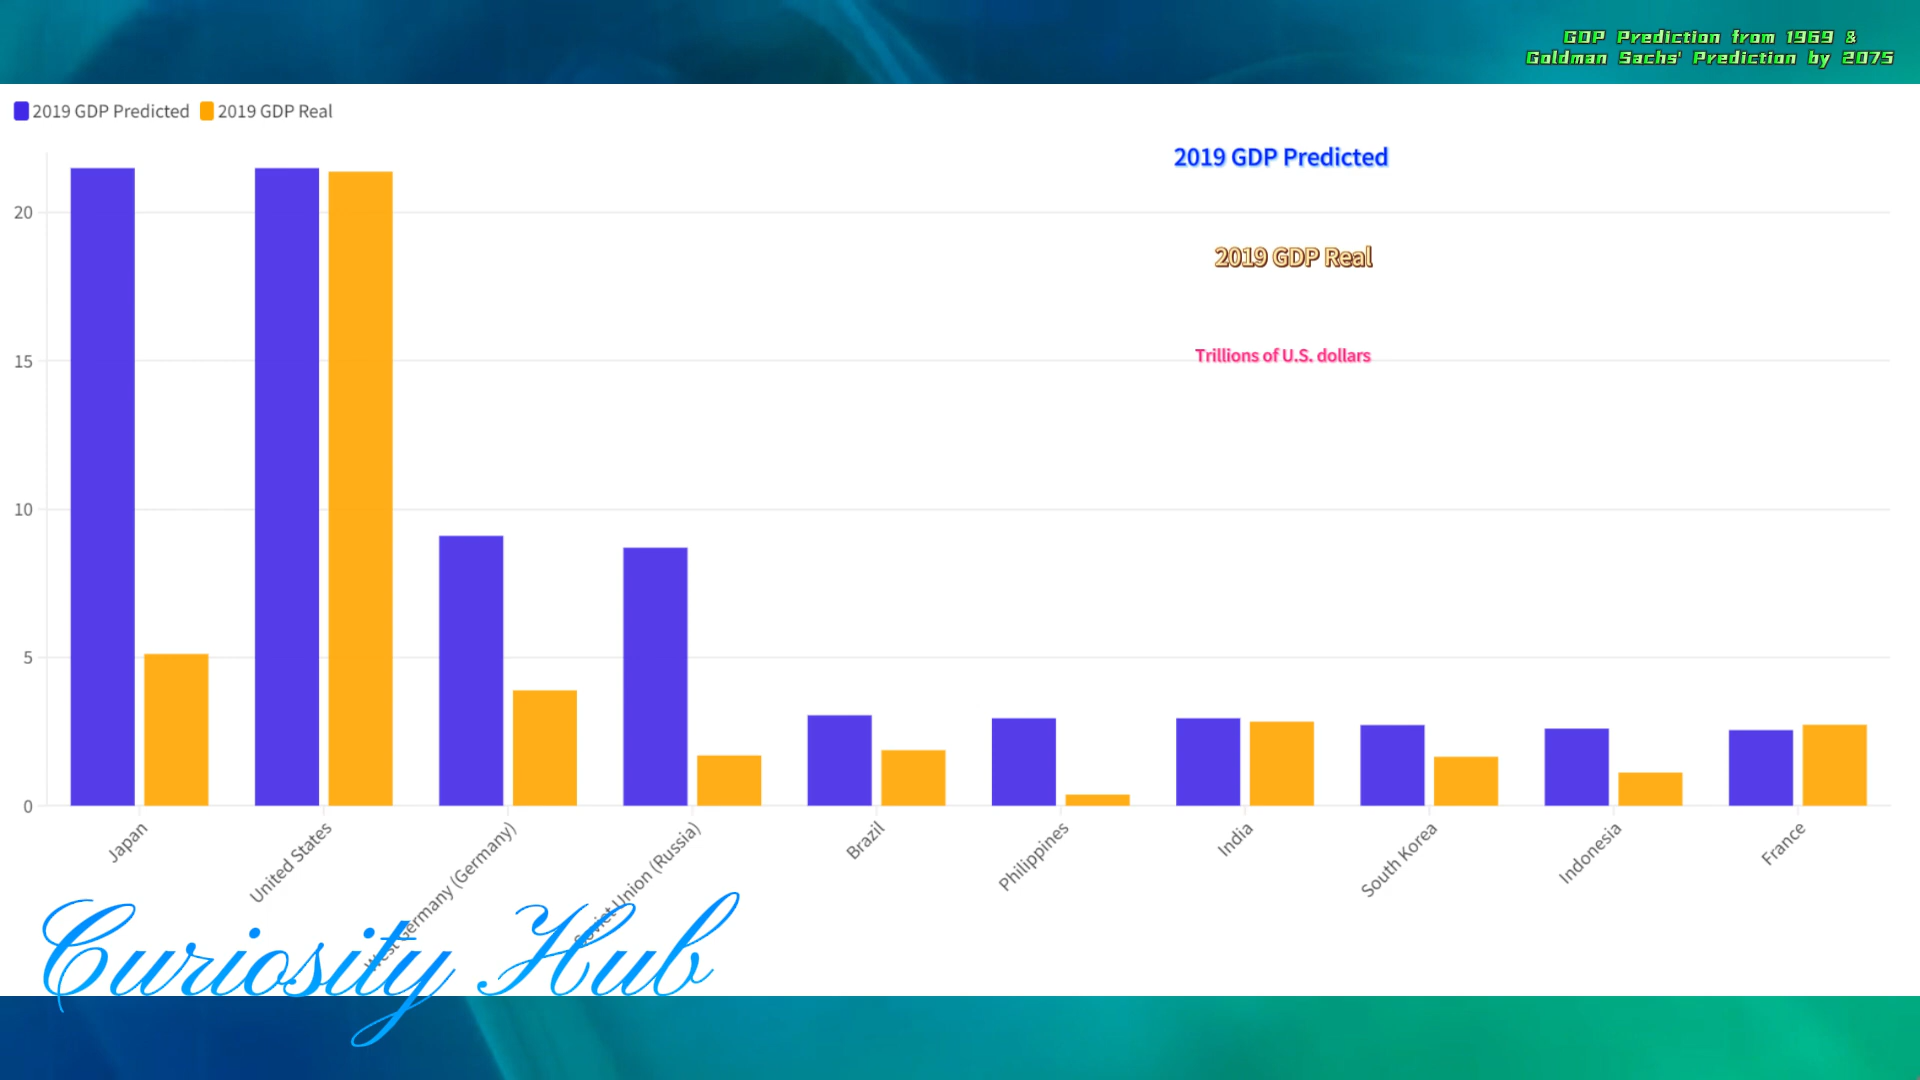 GDP Prediction from 1969 &
Goldman Sachs' Prediction by 2075
2019 GDP Predicted
2019 GDP Real
2019 GDP Predicted
2019 GDP Real
Trillions of U.S. dollars
20
15
10
5
0
Japan
United States
West Germany (Germany)
Soviet Union (Russia)
Brazil
Philippines
India
South Korea
Indonesia
France
Curiosity Hub